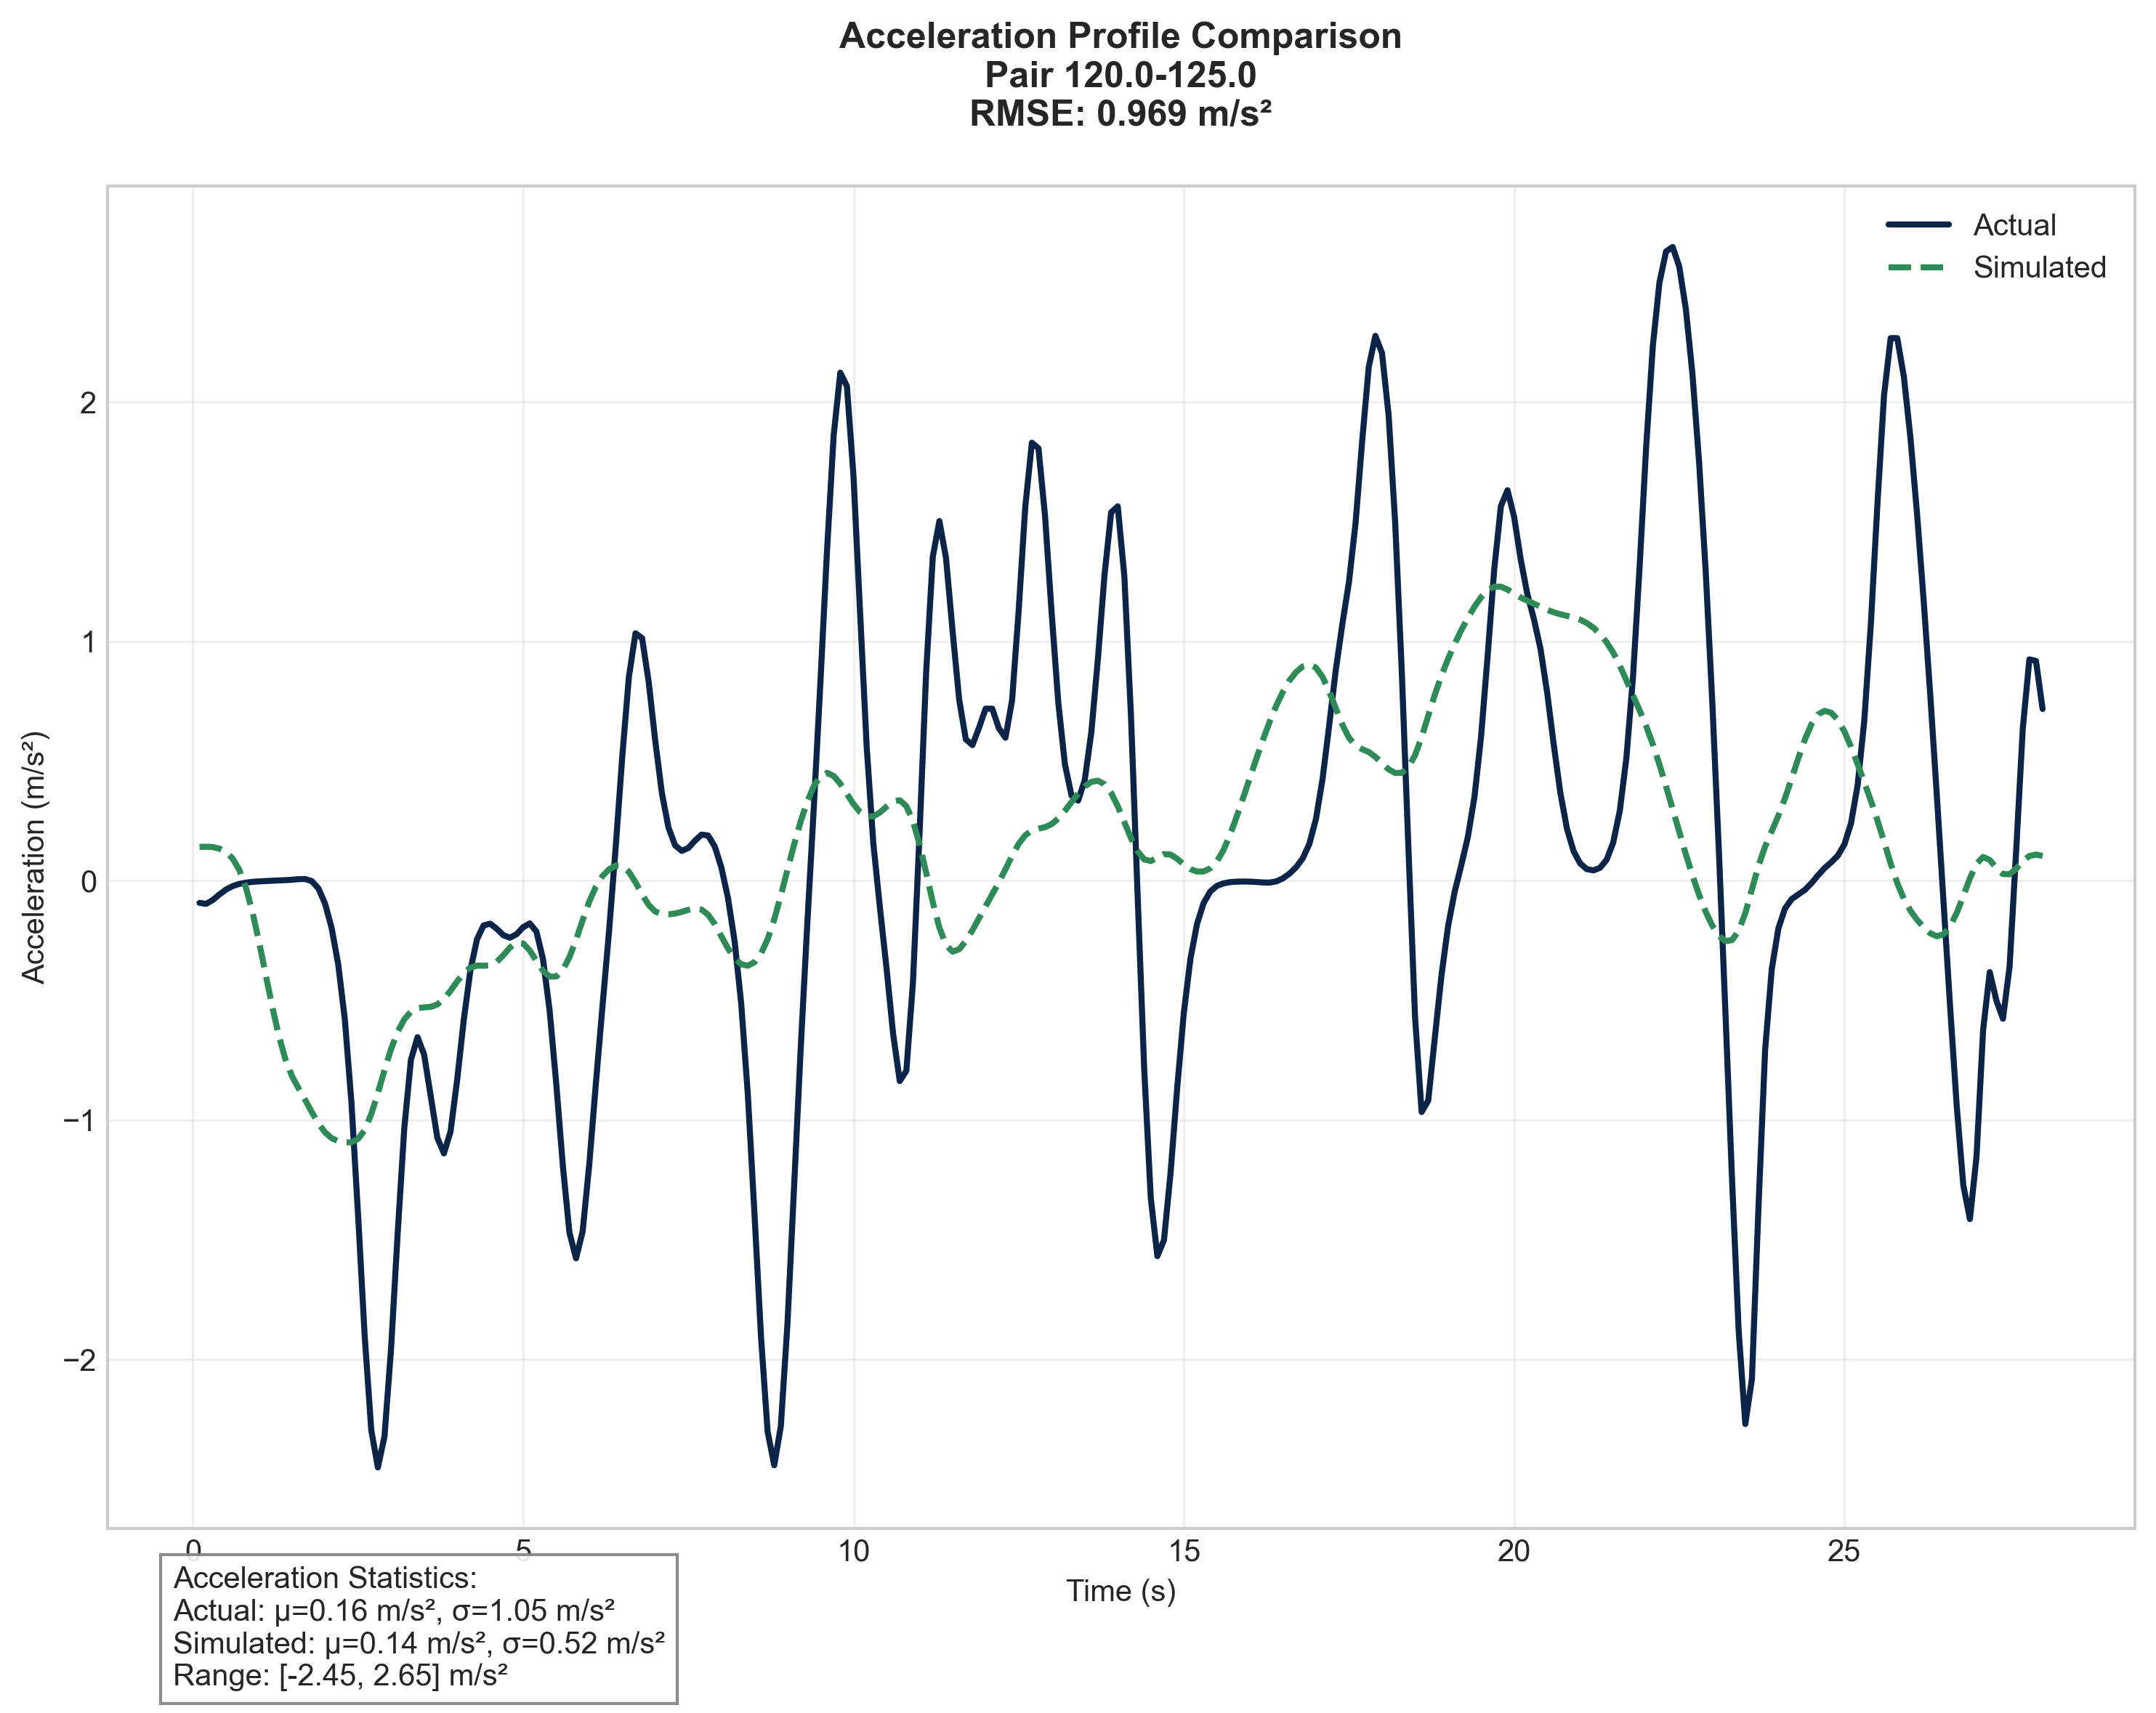 Acceleration Profile Comparison
Pair 120.0-125.0
RMSE: 0.969 m/s²
Actual
Simulated
Acceleration (m/s²)
2
1
0
−1
−2
0
5
10
15
20
25
Time (s)
Acceleration Statistics:
Actual: μ=0.16 m/s², σ=1.05 m/s²
Simulated: μ=0.14 m/s², σ=0.52 m/s²
Range: [-2.45, 2.65] m/s²